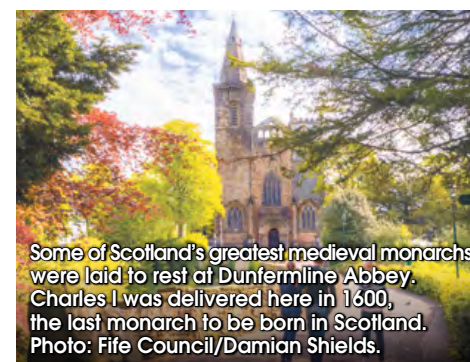 Some of Scotland's greatest medieval monarchs
were laid to rest at Dunfermline Abbey.
Charles I was delivered here in 1600,
the last monarch to be born in Scotland.
Photo: Fife Council/Damian Shields.